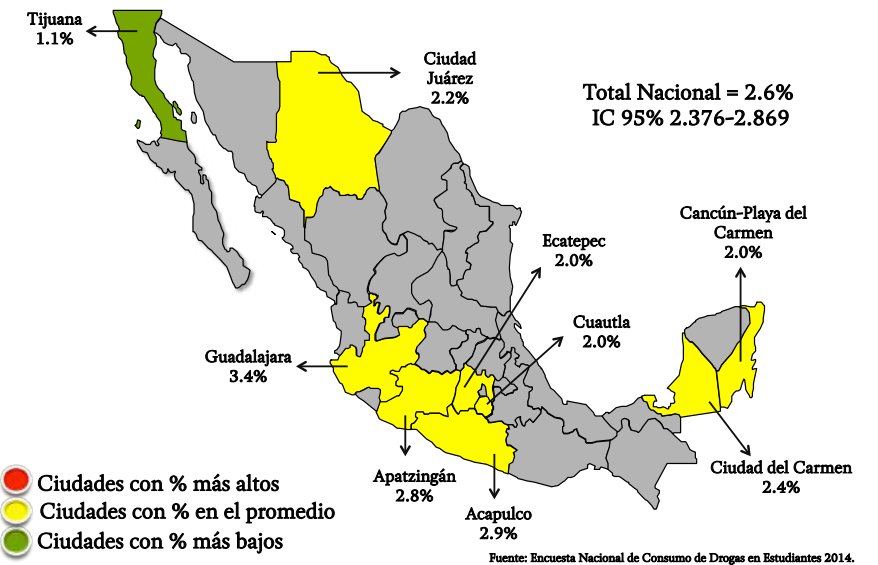 Tijuana
1.1%
Ciudad
Juárez
2.2%
Total Nacional = 2.6%
IC 95% 2.376-2.869
Cancún-Playa del
Carmen
2.0%
Ecatepec
2.0%
Cuautla
2.0%
Guadalajara
3.4%
Apatzingán
2.8%
Acapulco
2.9%
Ciudad del Carmen
2.4%
Ciudades con % más altos
Ciudades con % en el promedio
Ciudades con % más bajos
Fuente: Encuesta Nacional de Consumo de Drogas en Estudiantes 2014.